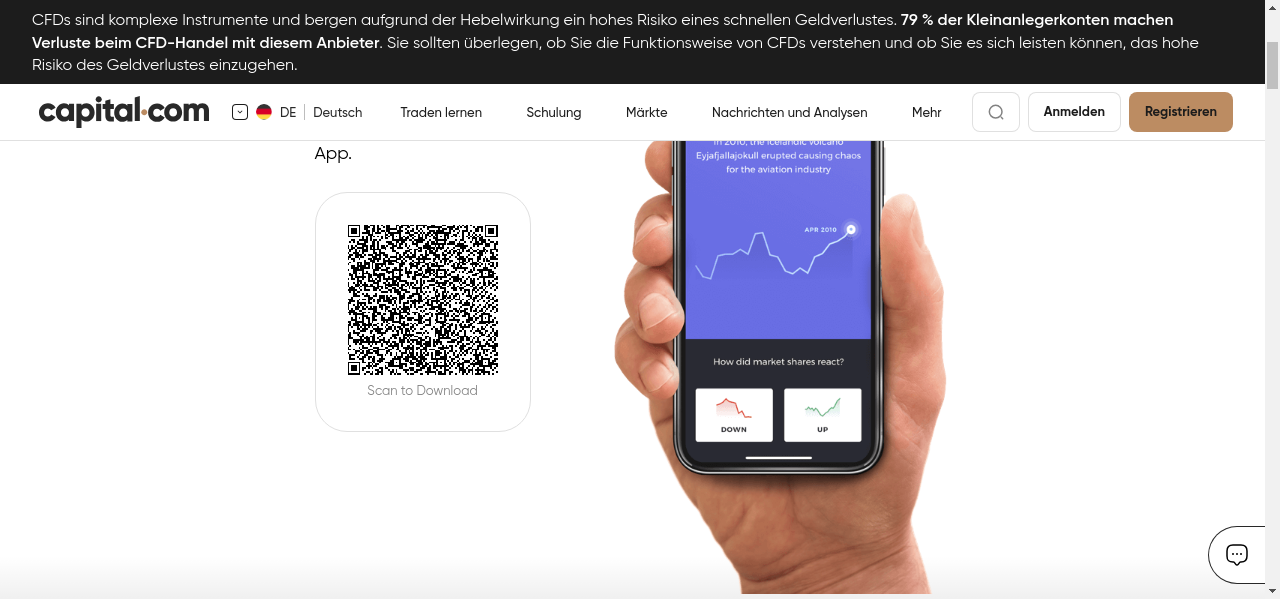 CFDs sind komplexe Instrumente und bergen aufgrund der Hebelwirkung ein hohes Risiko eines schnellen Geldverlustes. 79 % der Kleinanlegerkonten machen
Verluste beim CFD-Handel mit diesem Anbieter. Sie sollten überlegen, ob Sie die Funktionsweise von CFDs verstehen und ob Sie es sich leisten können, das hohe
Risiko des Geldverlustes einzugehen.
capital.com DE Deutsch Traden lernen Schulung Märkte Nachrichten und Analysen Mehr Anmelden Registrieren
App.
In 2010, the Icelandic volcano
Eyjafjallajokull erupted causing chaos
for the aviation industry
APR 2010
How did market shares react?
DOWN UP
Scan to Download